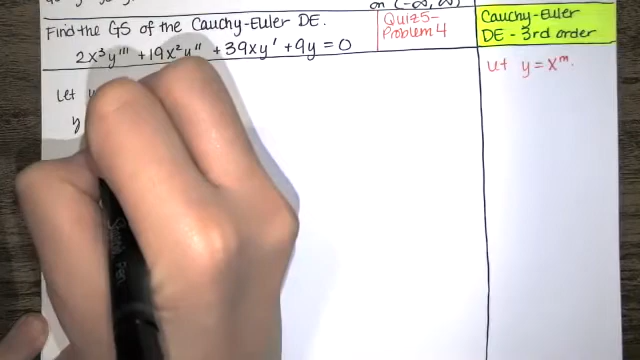 on (-∞, ∞)
Find the GS of the Cauchy-Euler DE.
2x³y''' + 19x²y'' + 39xy' + 9y = 0
Quiz 5-
Problem 4
Cauchy-Euler
DE - 3rd order
Let y = xᵐ.
Let
y